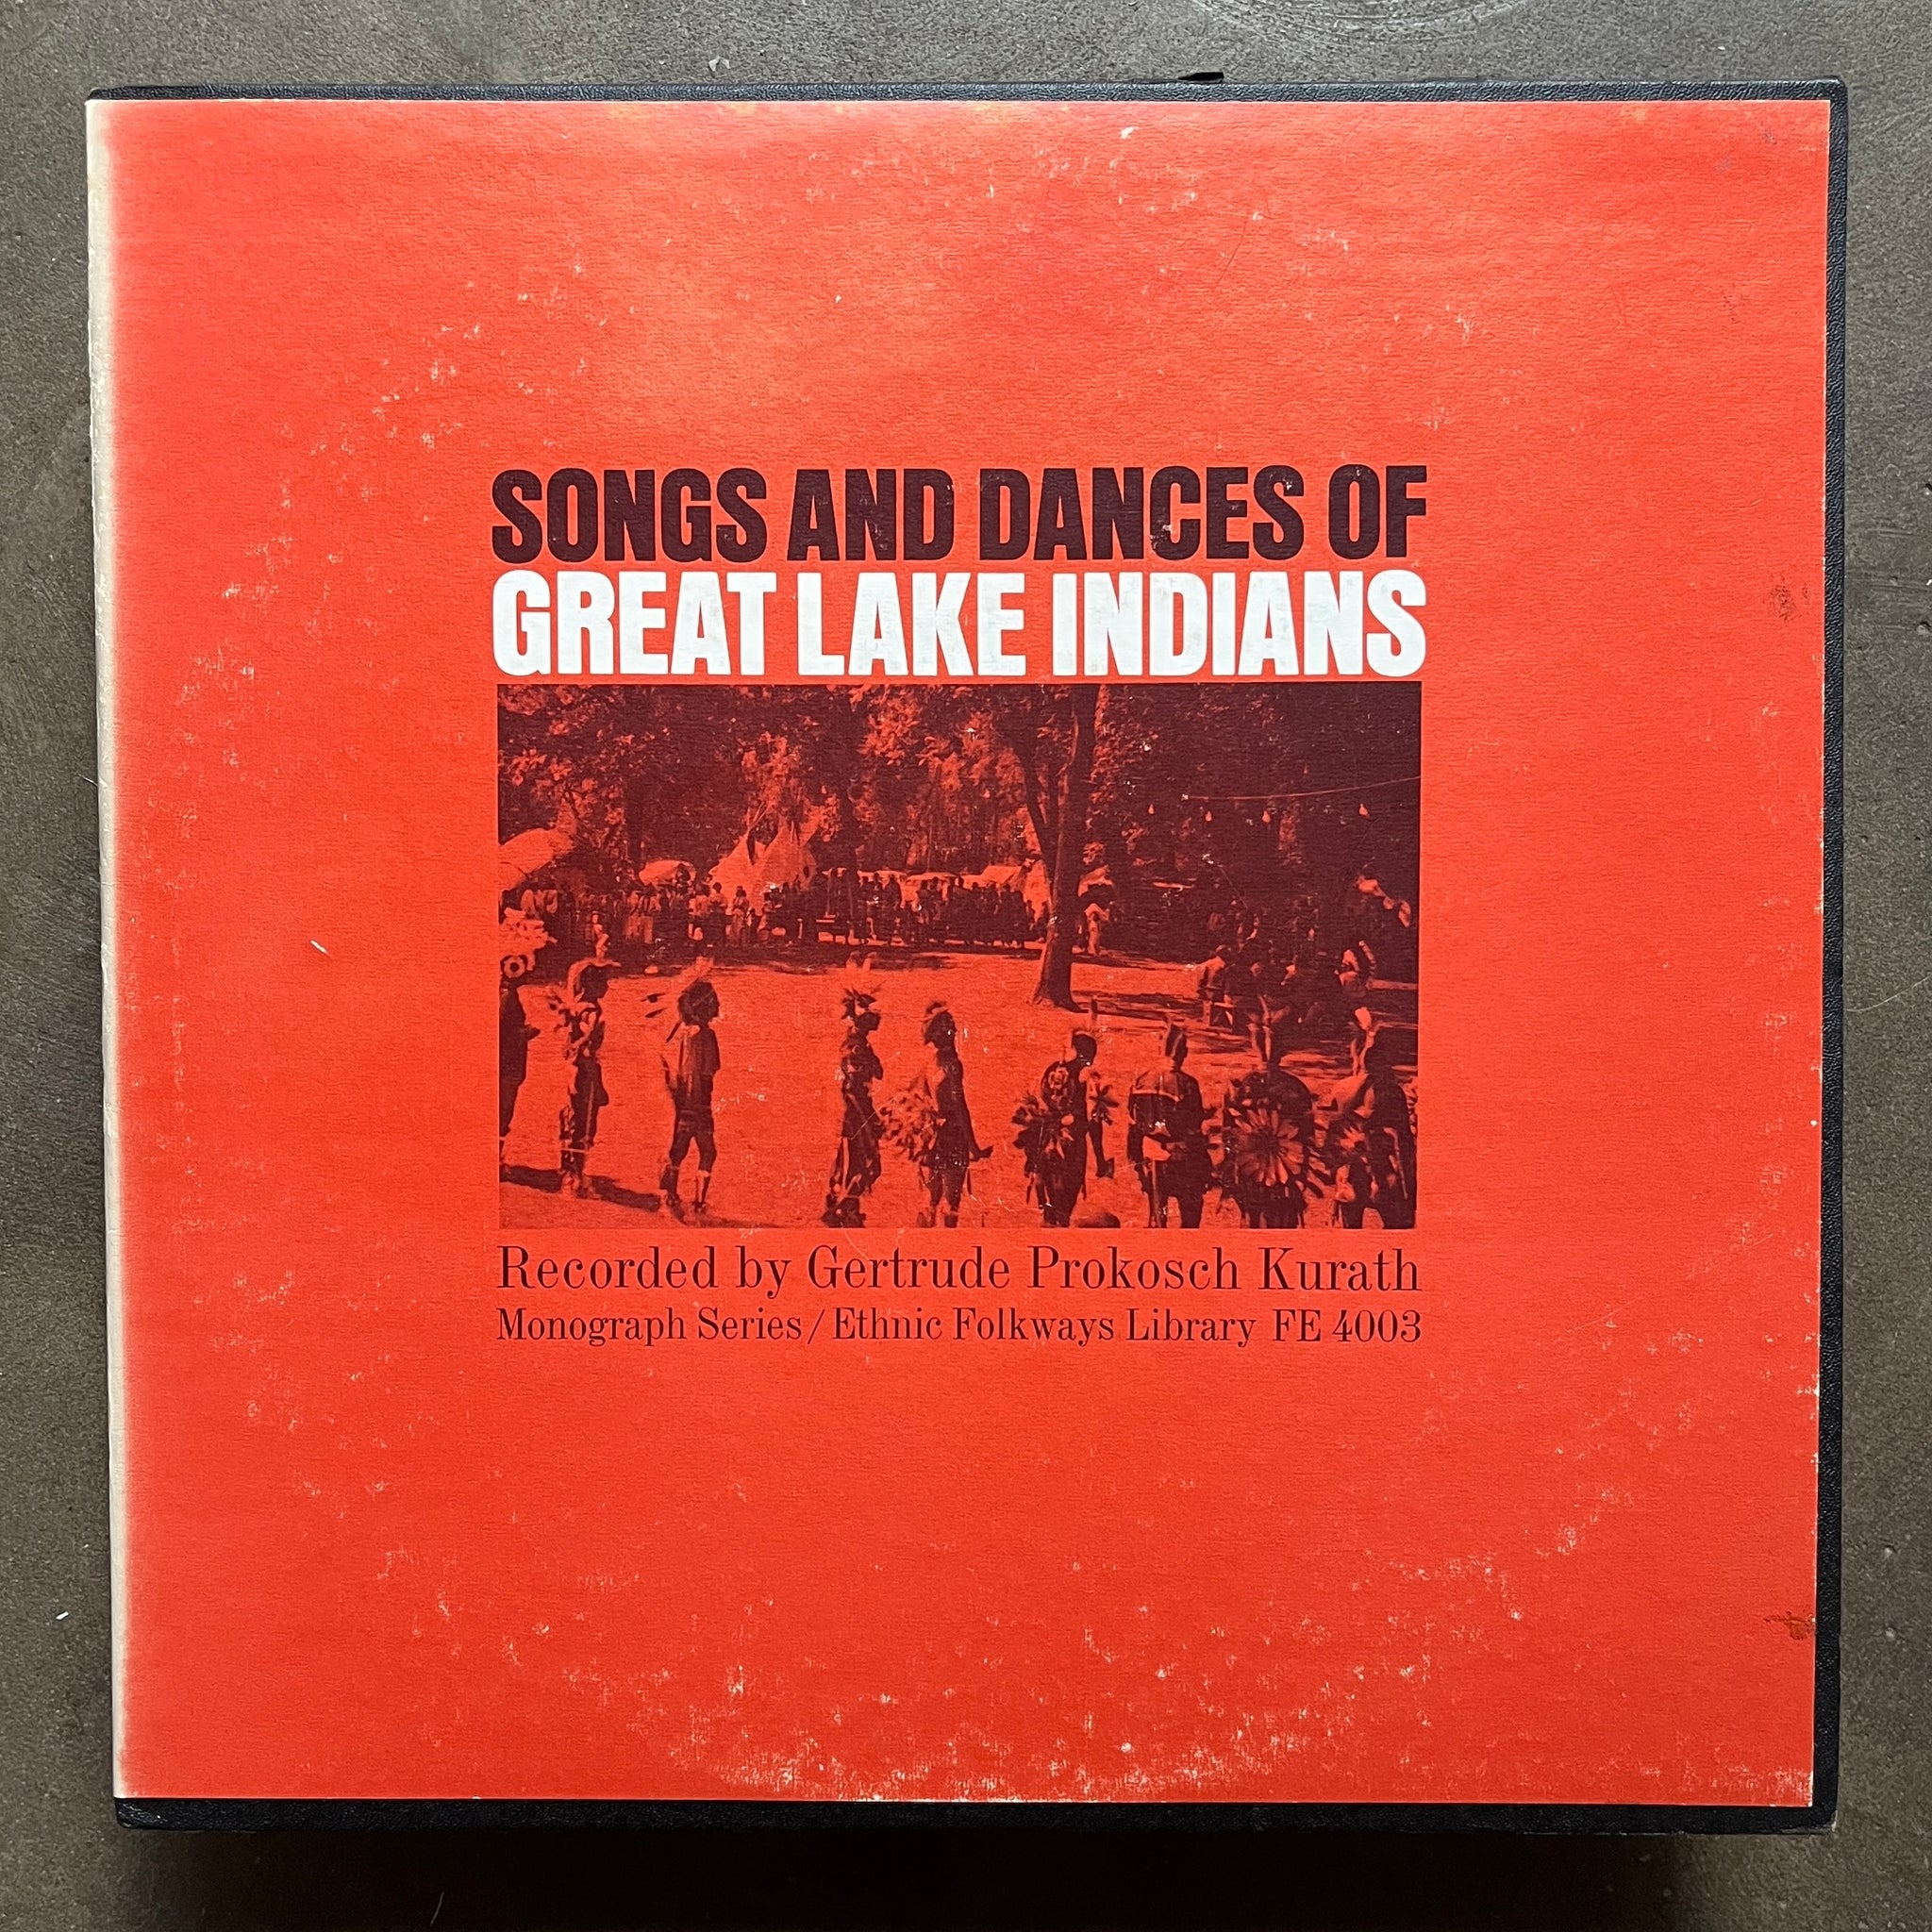 SONGS AND DANCES OF
GREAT LAKE INDIANS
Recorded by Gertrude Prokosch Kurath
Monograph Series/Ethnic Folkways Library FE 4003